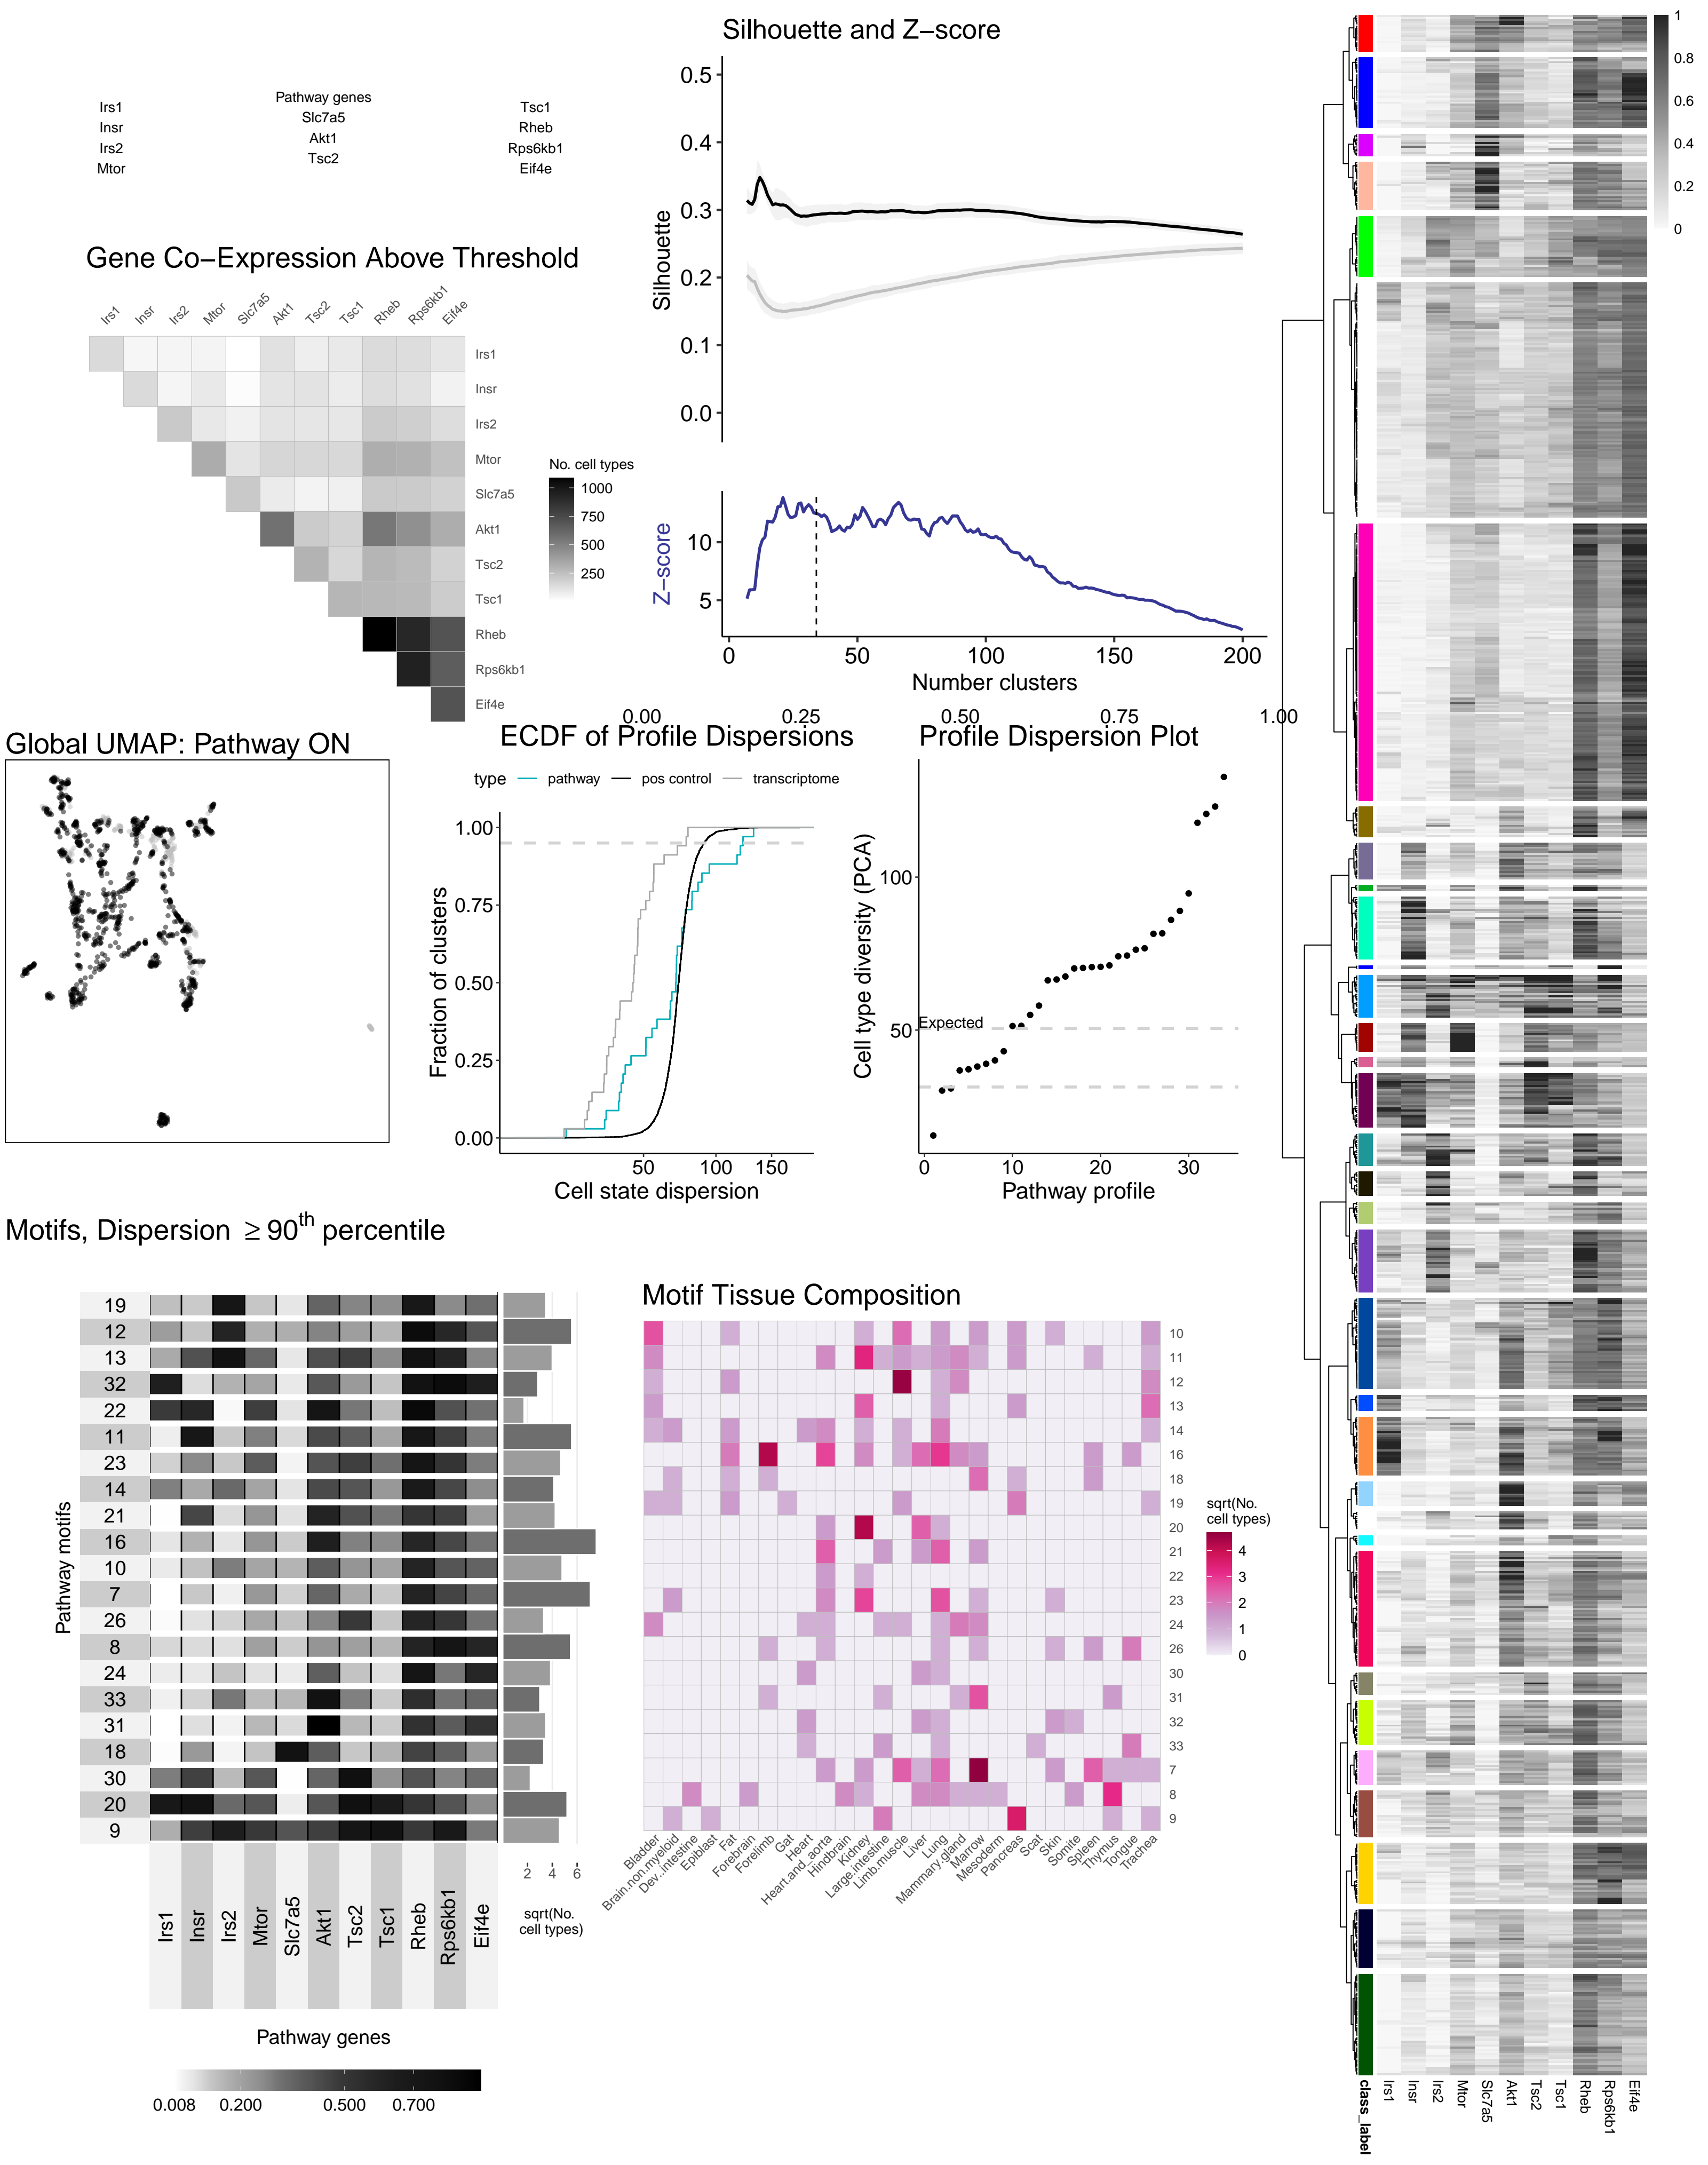 Pathway genes
Irs1
Insr
Irs2
Mtor
Slc7a5
Akt1
Tsc2
Tsc1
Rheb
Rps6kb1
Eif4e
Gene Co−Expression Above Threshold
Irs1 Insr Irs2 Mtor Slc7a5 Akt1 Tsc2 Tsc1 Rheb Rps6kb1 Eif4e
Irs1
Insr
Irs2
Mtor
Slc7a5
Akt1
Tsc2
Tsc1
Rheb
Rps6kb1
Eif4e
No. cell types
1000
750
500
250
Silhouette and Z−score
Silhouette
0.5
0.4
0.3
0.2
0.1
0.0
Z−score
10
5
0 50 100 150 200
Number clusters
0.00 0.25 0.50 0.75 1.00
Global UMAP: Pathway ON
ECDF of Profile Dispersions
type pathway pos control transcriptome
Fraction of clusters
1.00
0.75
0.50
0.25
0.00
50 100 150
Cell state dispersion
Profile Dispersion Plot
Cell type diversity (PCA)
100
50
Expected
0 10 20 30
Pathway profile
Motifs, Dispersion ≥ 90th percentile
Pathway motifs
19
12
13
32
22
11
23
14
21
16
10
7
26
8
24
33
31
18
30
20
9
Irs1 Insr Irs2 Mtor Slc7a5 Akt1 Tsc2 Tsc1 Rheb Rps6kb1 Eif4e
2 4 6
sqrt(No.
cell types)
Pathway genes
0.008 0.200 0.500 0.700
Motif Tissue Composition
10
11
12
13
14
16
18
19
20
21
22
23
24
26
30
31
32
33
7
8
9
Bladder Brain.non.myeloid Dev..intestine Epiblast Fat Forebrain Forelimb Gat Heart Heart.and_aorta Hindbrain Kidney Large.intestine Limb.muscle Liver Lung Mammary.gland Marrow Mesoderm Pancreas Scat Skin Somite Spleen Thymus Tongue Trachea
sqrt(No.
cell types)
4
3
2
1
0
1
0.8
0.6
0.4
0.2
0
class_label Irs1 Insr Irs2 Mtor Slc7a5 Akt1 Tsc2 Tsc1 Rheb Rps6kb1 Eif4e